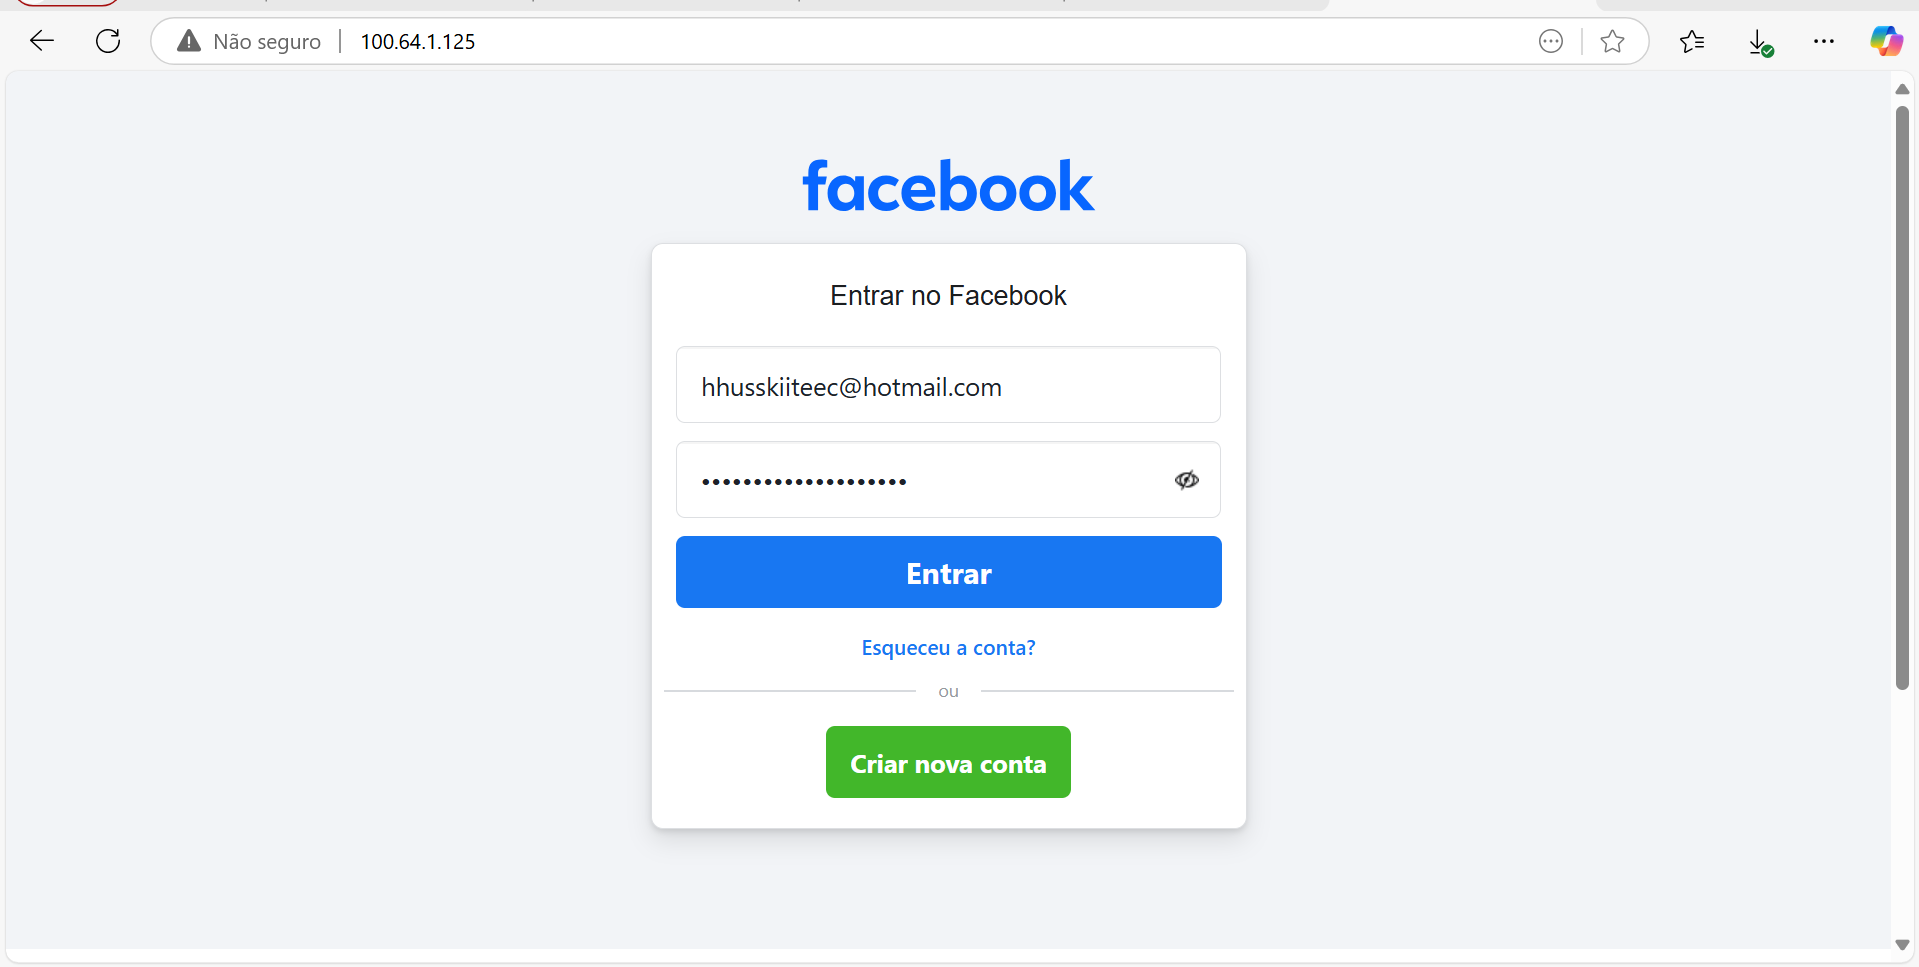 Não seguro | 100.64.1.125
facebook
Entrar no Facebook
hhusskiiteec@hotmail.com
••••••••••••••••••••
Entrar
Esqueceu a conta?
ou
Criar nova conta